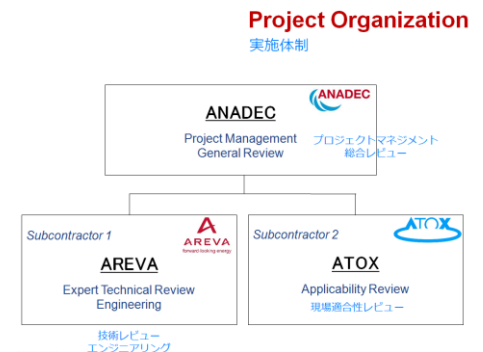 Project Organization
実施体制
ANADEC
ANADEC
Project Management
General Review
プロジェクトマネジメント
総合レビュー
Subcontractor 1
AREVA
forward-looking energy
AREVA
Expert Technical Review
Engineering
技術レビュー
エンジニアリング
Subcontractor 2
ATOX
ATOX
Applicability Review
現場適合性レビュー